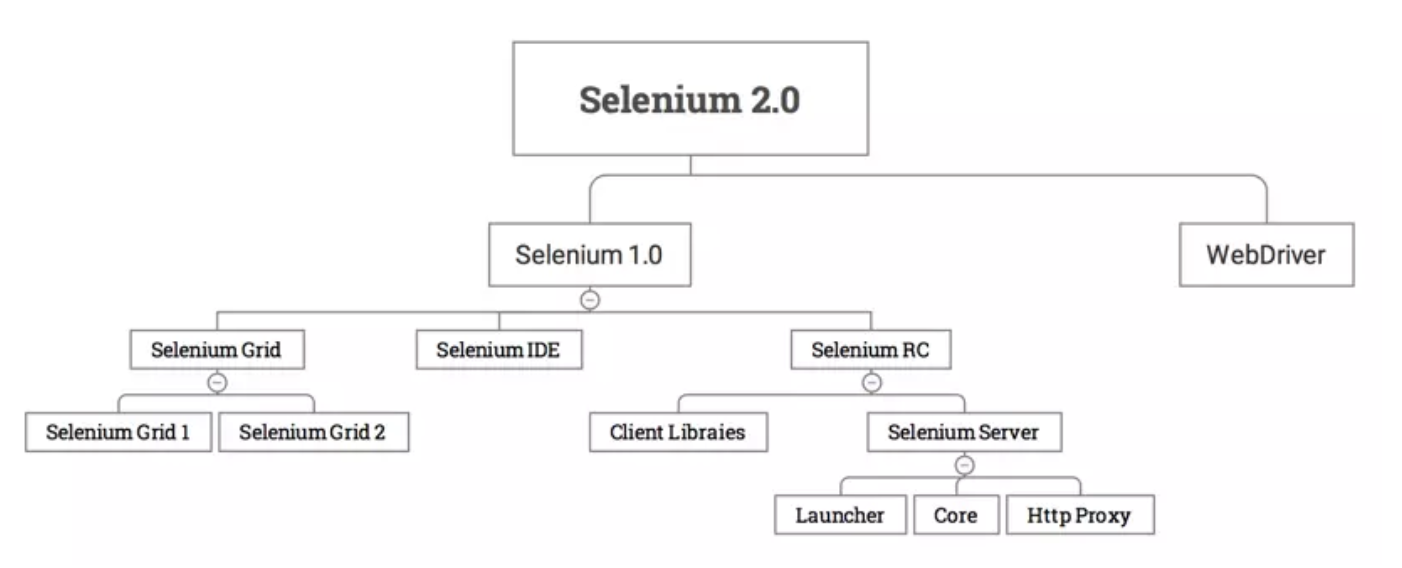 Selenium 2.0
Selenium 1.0
WebDriver
Selenium Grid
Selenium IDE
Selenium RC
Selenium Grid 1
Selenium Grid 2
Client Libraies
Selenium Server
Launcher
Core
Http Proxy